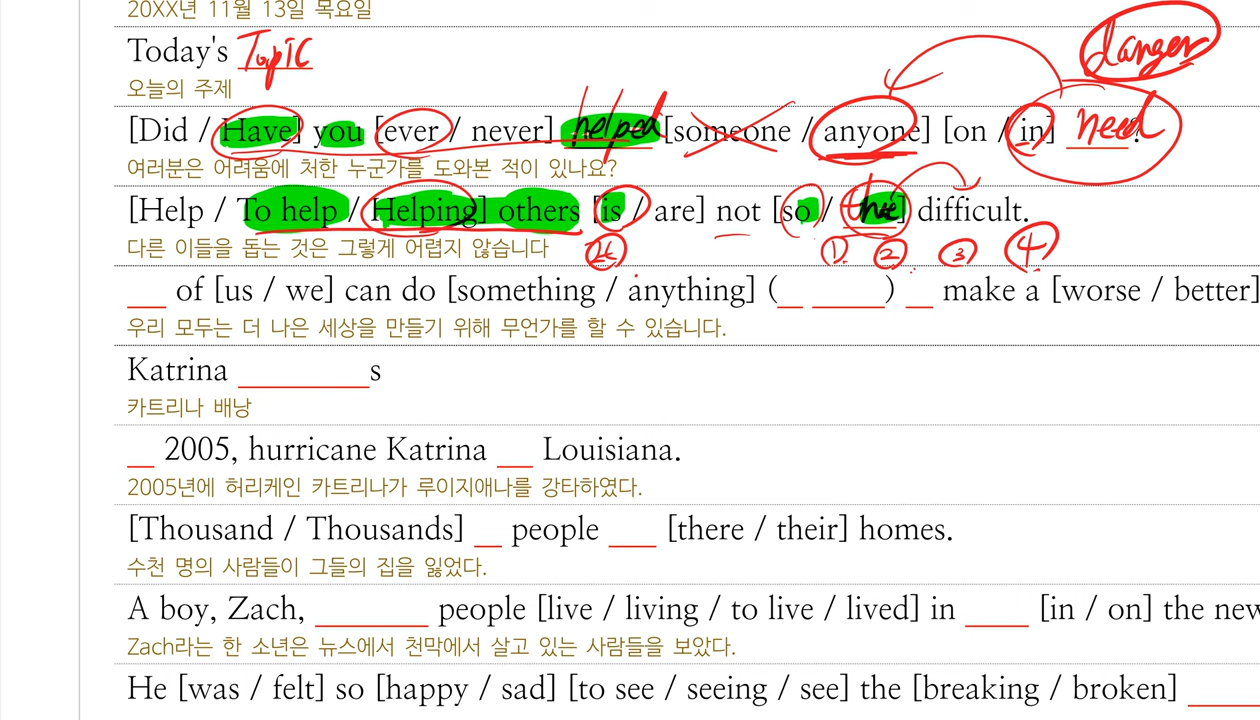 20XX년 11월 13일 목요일
danger
Today's Topic
오늘의 주제
[Did / Have] you [ever / never] helped [someone / anyone] [on / in] need?
여러분은 어려움에 처한 누군가를 도와본 적이 있나요?
[Help / To help / Helping] others [is / are] not [so / ] difficult.
다른 이들을 돕는 것은 그렇게 어렵지 않습니다
① ② ③ ④
__ of [us / we] can do [something / anything] (__ ____) __ make a [worse / better]
우리 모두는 더 나은 세상을 만들기 위해 무언가를 할 수 있습니다.
Katrina ______s
카트리나 배낭
__ 2005, hurricane Katrina __ Louisiana.
2005년에 허리케인 카트리나가 루이지애나를 강타하였다.
[Thousand / Thousands] __ people ___ [there / their] homes.
수천 명의 사람들이 그들의 집을 잃었다.
A boy, Zach, ______ people [live / living / to live / lived] in ____ [in / on] the new
Zach라는 한 소년은 뉴스에서 천막에서 살고 있는 사람들을 보았다.
He [was / felt] so [happy / sad] [to see / seeing / see] the [breaking / broken] ____